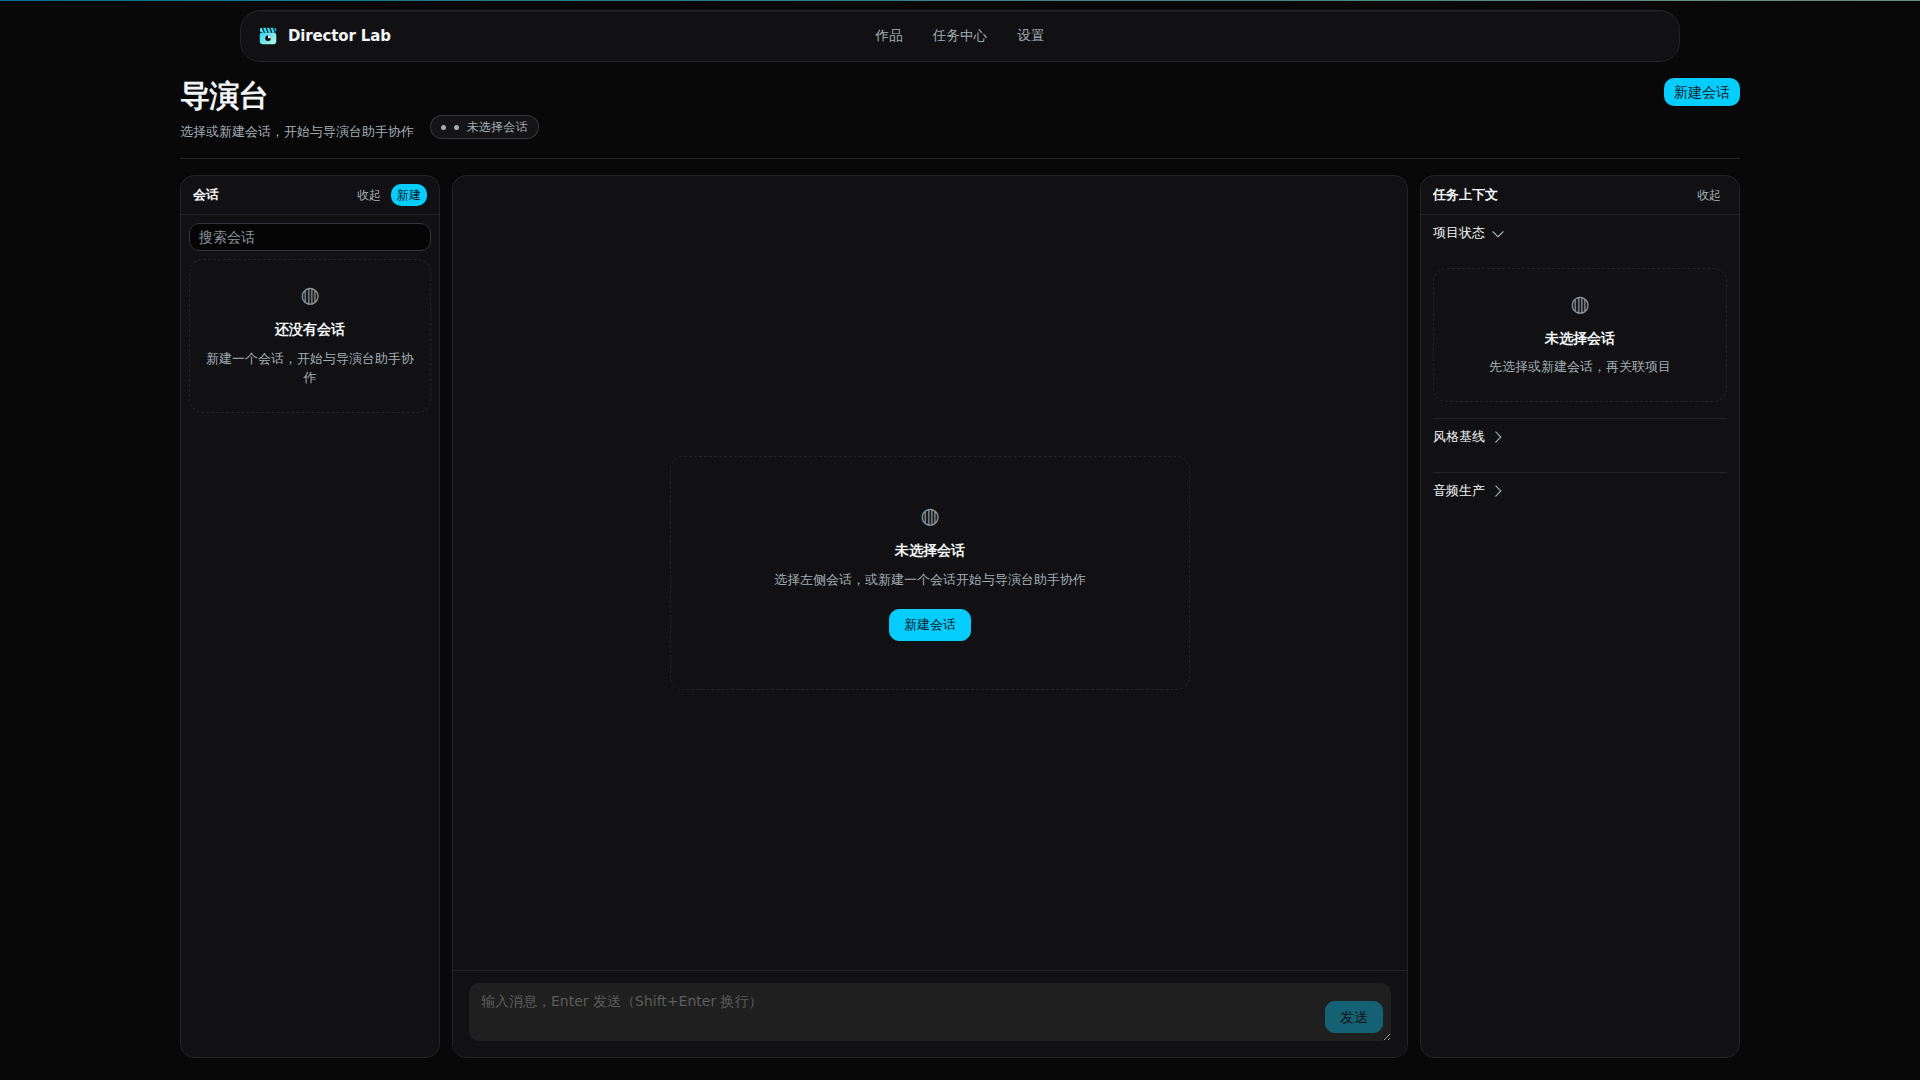 Director Lab
作品
任务中心
设置
导演台
新建会话
选择或新建会话，开始与导演台助手协作
未选择会话
会话
收起
新建
搜索会话
还没有会话
新建一个会话，开始与导演台助手协
作
未选择会话
选择左侧会话，或新建一个会话开始与导演台助手协作
新建会话
输入消息，Enter 发送（Shift+Enter 换行）
发送
任务上下文
收起
项目状态
未选择会话
先选择或新建会话，再关联项目
风格基线
音频生产